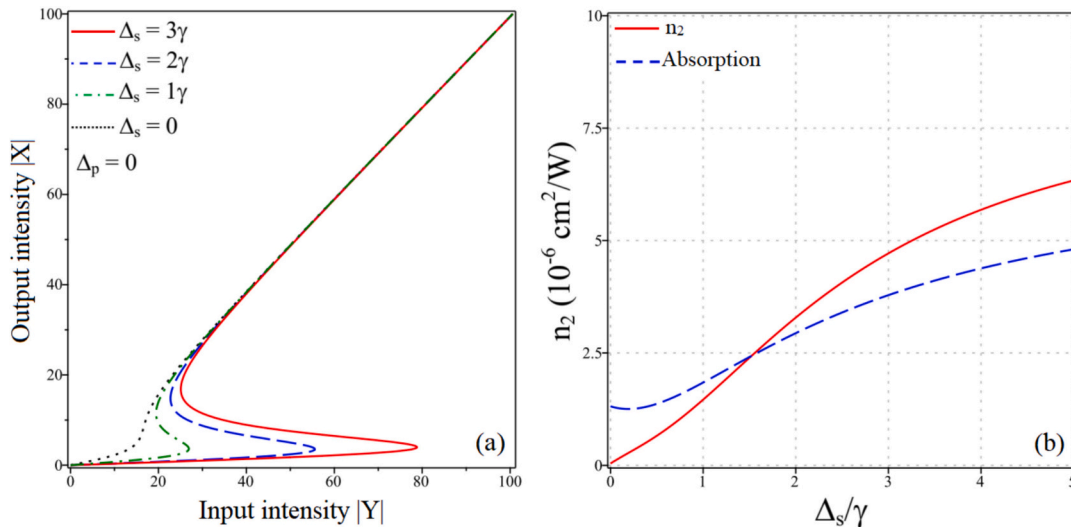 100
80
60
40
20
0
0
20
40
60
80
100
Output intensity |X|
Input intensity |Y|
Δₛ = 3γ
Δₛ = 2γ
Δₛ = 1γ
Δₛ = 0
Δₚ = 0
(a)
10
7.5
5
2.5
0
0
1
2
3
4
5
n₂ (10⁻⁶ cm²/W)
Δₛ/γ
n₂
Absorption
(b)